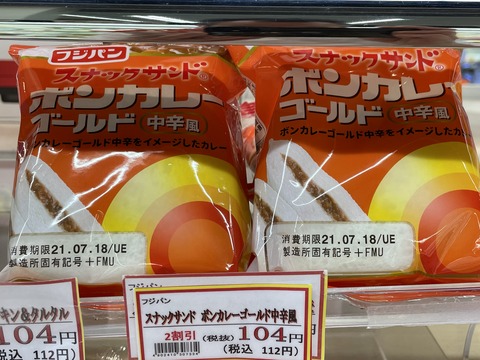 フジパン
スナックサンド®
ボンカレー
ゴールド 中辛風
ボンカレーゴールド中辛をイメージしたカレー
消費期限21.07.18/UE
製造所固有記号+FMU
スナックサンド®
ボンカレー
ゴールド 中辛風
ボンカレーゴールド中辛をイメージしたカレー
消費期限21.07.18/UE
製造所固有記号+FMU
キン&タルタル
104円
(税込 112円)
フジパン
スナックサンド ボンカレーゴールド中辛風
2割引 (税抜) 104円
(税込 112円)